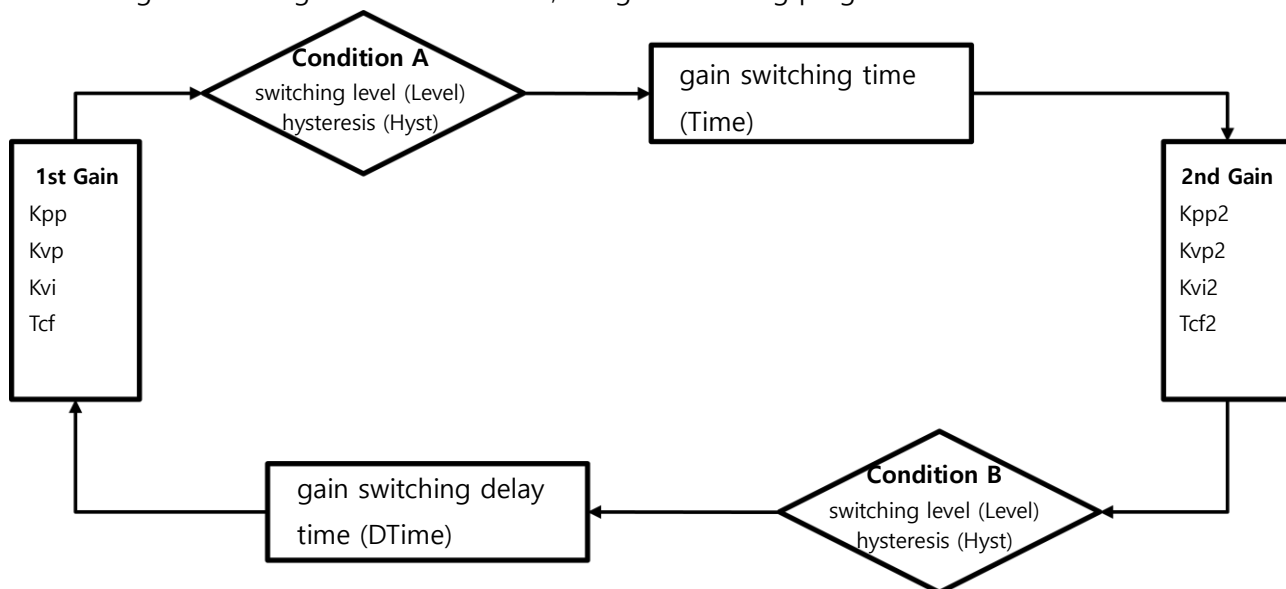 Condition A
switching level (Level)
hysteresis (Hyst)
gain switching time
(Time)
1st Gain
Kpp
Kvp
Kvi
Tcf
2nd Gain
Kpp2
Kvp2
Kvi2
Tcf2
gain switching delay
time (DTime)
Condition B
switching level (Level)
hysteresis (Hyst)